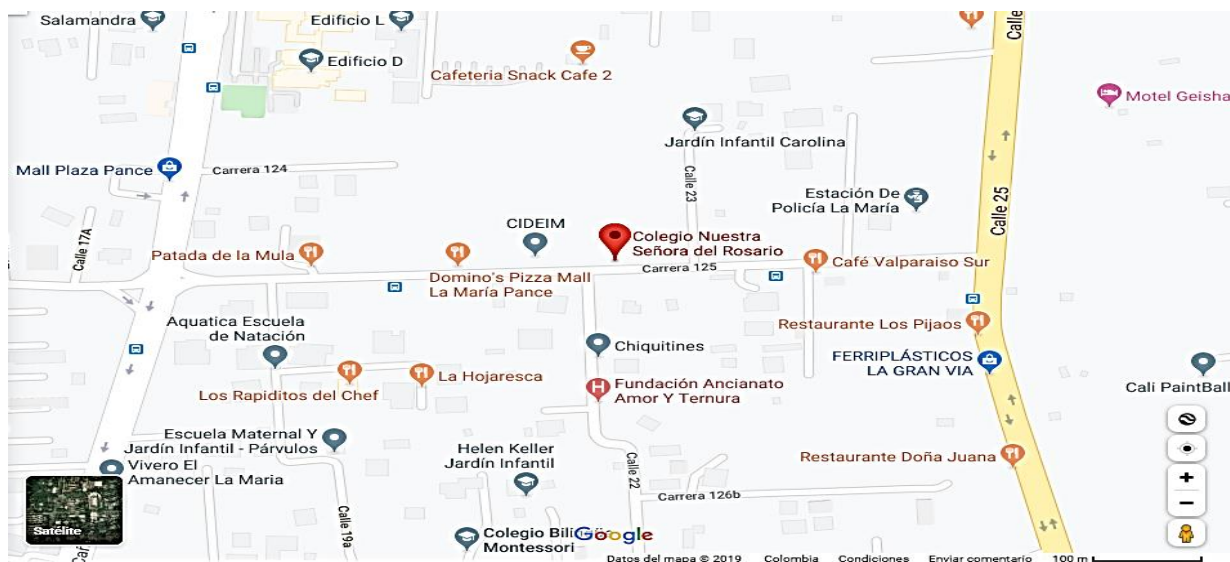 Salamandra
Edificio L
Edificio D
Cafeteria Snack Cafe 2
Calle
Motel Geisha
Jardín Infantil Carolina
Mall Plaza Pance
Carrera 124
Calle 23
Estación De
Policía La María
Calle 25
Calle 17A
CIDEIM
Colegio Nuestra
Señora del Rosario
Patada de la Mula
Domino's Pizza Mall
La María Pance
Carrera 125
Café Valparaiso Sur
Aquatica Escuela
de Natación
Chiquitines
Restaurante Los Pijaos
FERRIPLÁSTICOS
LA GRAN VIA
Cali PaintBall
Los Rapiditos del Chef
La Hojaresca
H
Fundación Ancianato
Amor Y Ternura
Escuela Maternal Y
Jardín Infantil - Párvulos
Vivero El
Amanecer La Maria
Helen Keller
Jardín Infantil
Calle 22
Restaurante Doña Juana
Carrera 126b
Satélite
Calle 19a
Colegio
Montessori
Google
Datos del mapa © 2019
Colombia
Condiciones
Enviar comentario
100 m